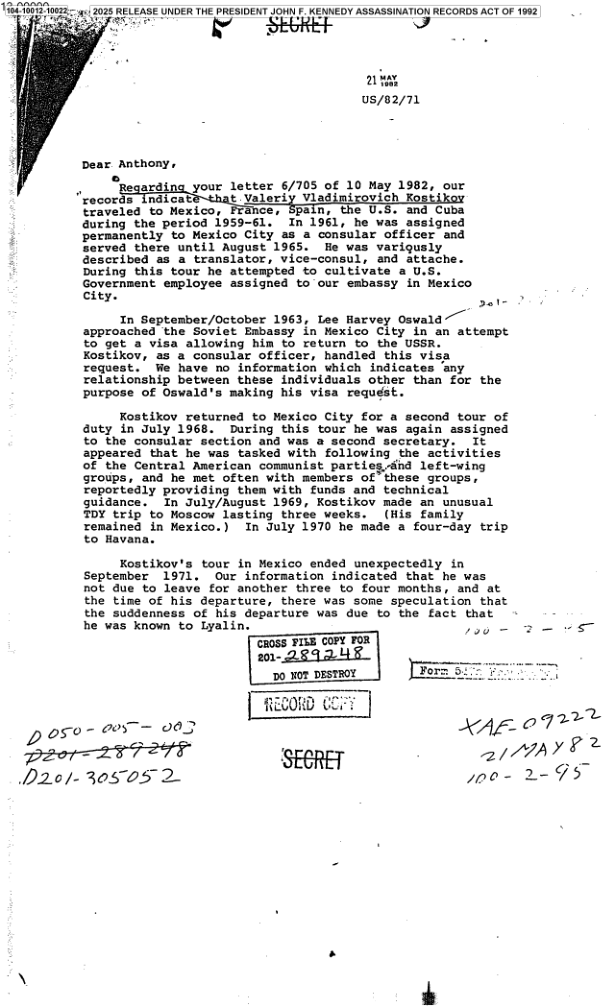 104-10012-10022
2025 RELEASE UNDER THE PRESIDENT JOHN F. KENNEDY ASSASSINATION RECORDS ACT OF 1992
SECRET
21 MAY 1982
US/82/71
Dear Anthony,
Regarding your letter 6/705 of 10 May 1982, our
records indicate that Valeriy Vladimirovich Kostikov
traveled to Mexico, France, Spain, the U.S. and Cuba
during the period 1959-61. In 1961, he was assigned
permanently to Mexico City as a consular officer and
served there until August 1965. He was variously
described as a translator, vice-consul, and attache.
During this tour he attempted to cultivate a U.S.
Government employee assigned to our embassy in Mexico
City.
201-
In September/October 1963, Lee Harvey Oswald
approached the Soviet Embassy in Mexico City in an attempt
to get a visa allowing him to return to the USSR.
Kostikov, as a consular officer, handled this visa
request. We have no information which indicates any
relationship between these individuals other than for the
purpose of Oswald's making his visa request.
Kostikov returned to Mexico City for a second tour of
duty in July 1968. During this tour he was again assigned
to the consular section and was a second secretary. It
appeared that he was tasked with following the activities
of the Central American communist parties and left-wing
groups, and he met often with members of these groups,
reportedly providing them with funds and technical
guidance. In July/August 1969, Kostikov made an unusual
TDY trip to Moscow lasting three weeks. (His family
remained in Mexico.) In July 1970 he made a four-day trip
to Havana.
Kostikov's tour in Mexico ended unexpectedly in
September 1971. Our information indicated that he was
not due to leave for another three to four months, and at
the time of his departure, there was some speculation that
the suddenness of his departure was due to the fact that
he was known to Lyalin.
CROSS FILE COPY FOR
201-289248
DO NOT DESTROY
Form
RECORD COPY
D 050-005-003
D201-289248
D201-305052
SECRET
XAF-09222
21 MAY 82
100-2-95